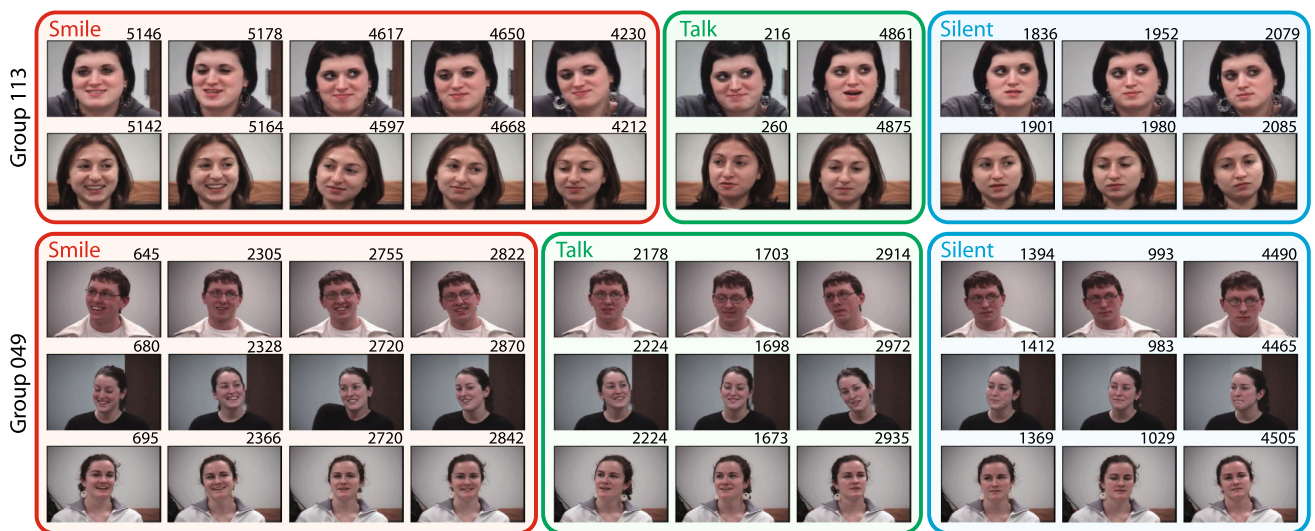 Group 113
Smile Talk Silent
5146 5178 4617 4650 4230 216 4861 1836 1952 2079
5142 5164 4597 4668 4212 260 4875 1901 1980 2085
Group 049
Smile Talk Silent
645 2305 2755 2822 2178 1703 2914 1394 993 4490
680 2328 2720 2870 2224 1698 2972 1412 983 4465
695 2366 2720 2842 2224 1673 2935 1369 1029 4505